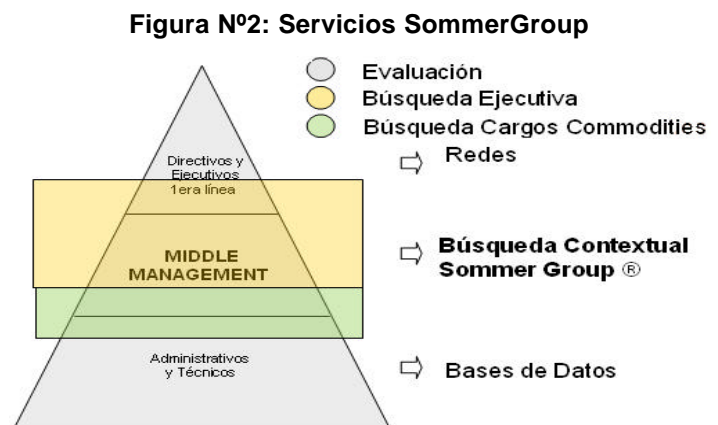 Figura Nº2: Servicios SommerGroup
Evaluación
Búsqueda Ejecutiva
Búsqueda Cargos Commodities
Directivos y
Ejecutivos
1era línea
Redes
MIDDLE
MANAGEMENT
Búsqueda Contextual
Sommer Group ®
Administrativos
y Técnicos
Bases de Datos